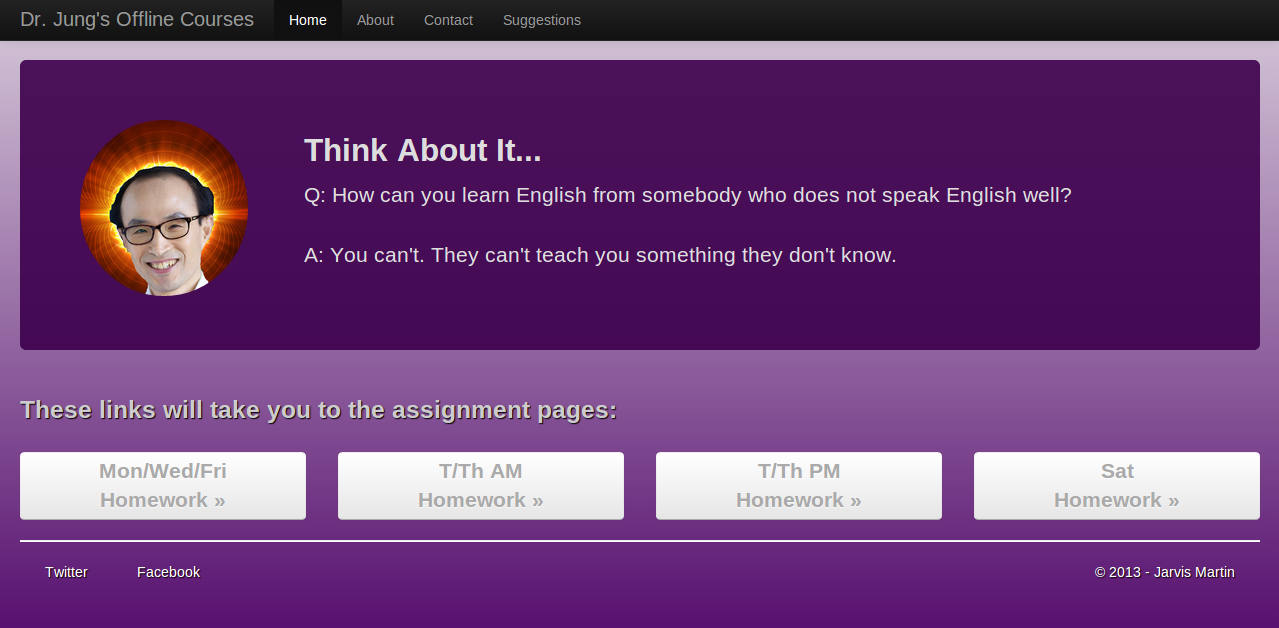 Dr. Jung's Offline Courses Home About Contact Suggestions
Think About It...
Q: How can you learn English from somebody who does not speak English well?
A: You can't. They can't teach you something they don't know.
These links will take you to the assignment pages:
Mon/Wed/Fri
Homework »
T/Th AM
Homework »
T/Th PM
Homework »
Sat
Homework »
Twitter Facebook © 2013 - Jarvis Martin